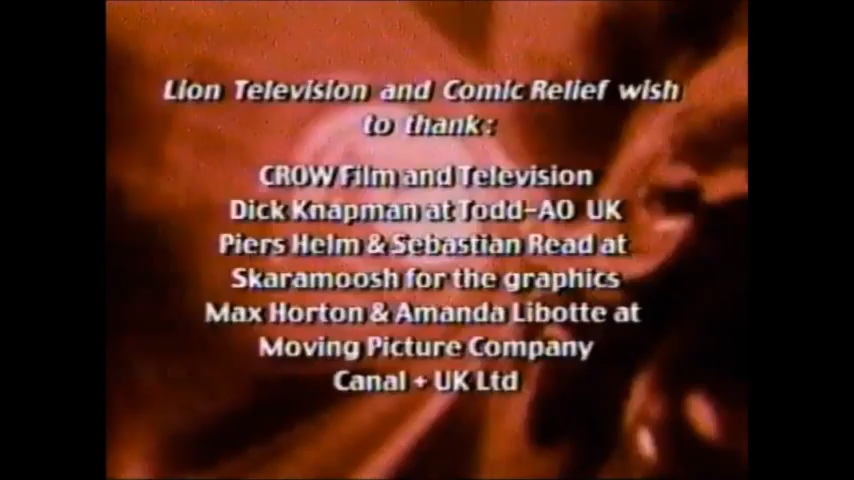 Lion Television and Comic Relief wish
to thank:
CROW Film and Television
Dick Knapman at Todd-AO UK
Piers Helm & Sebastian Read at
Skaramoosh for the graphics
Max Horton & Amanda Libotte at
Moving Picture Company
Canal + UK Ltd